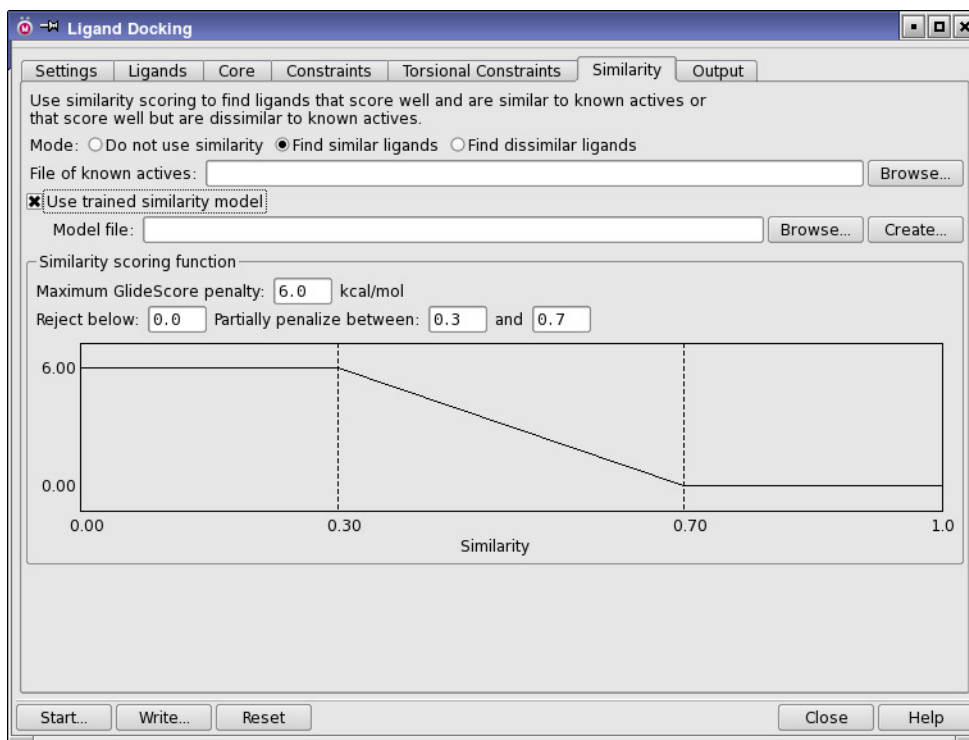 Ligand Docking
Settings Ligands Core Constraints Torsional Constraints Similarity Output
Use similarity scoring to find ligands that score well and are similar to known actives or
that score well but are dissimilar to known actives.
Mode: Do not use similarity Find similar ligands Find dissimilar ligands
File of known actives: Browse...
Use trained similarity model
Model file: Browse... Create...
Similarity scoring function
Maximum GlideScore penalty: 6.0 kcal/mol
Reject below: 0.0 Partially penalize between: 0.3 and 0.7
6.00
0.00
0.00 0.30 0.70 1.0
Similarity
Start... Write... Reset Close Help